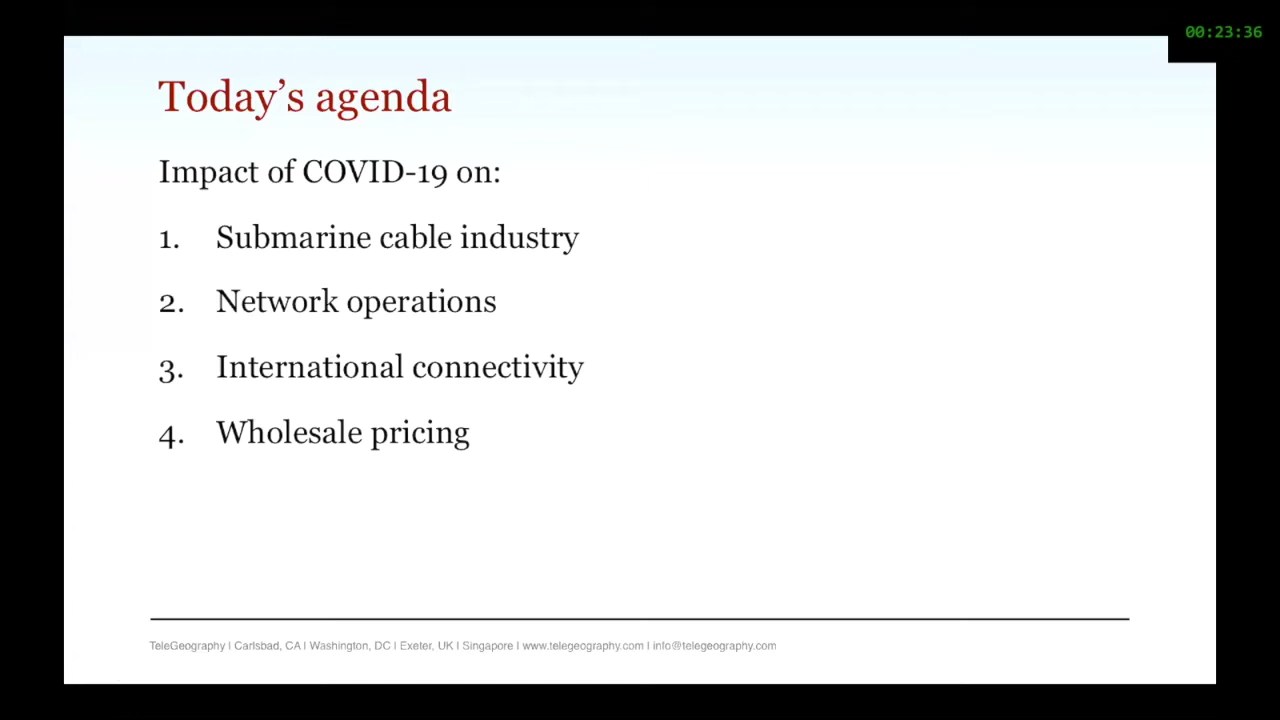 00:23:36
Today's agenda
Impact of COVID-19 on:
1. Submarine cable industry
2. Network operations
3. International connectivity
4. Wholesale pricing
TeleGeography I Carlsbad, CA I Washington, DC I Exeter, UK I Singapore I www.telegeography.com I info@telegeography.com